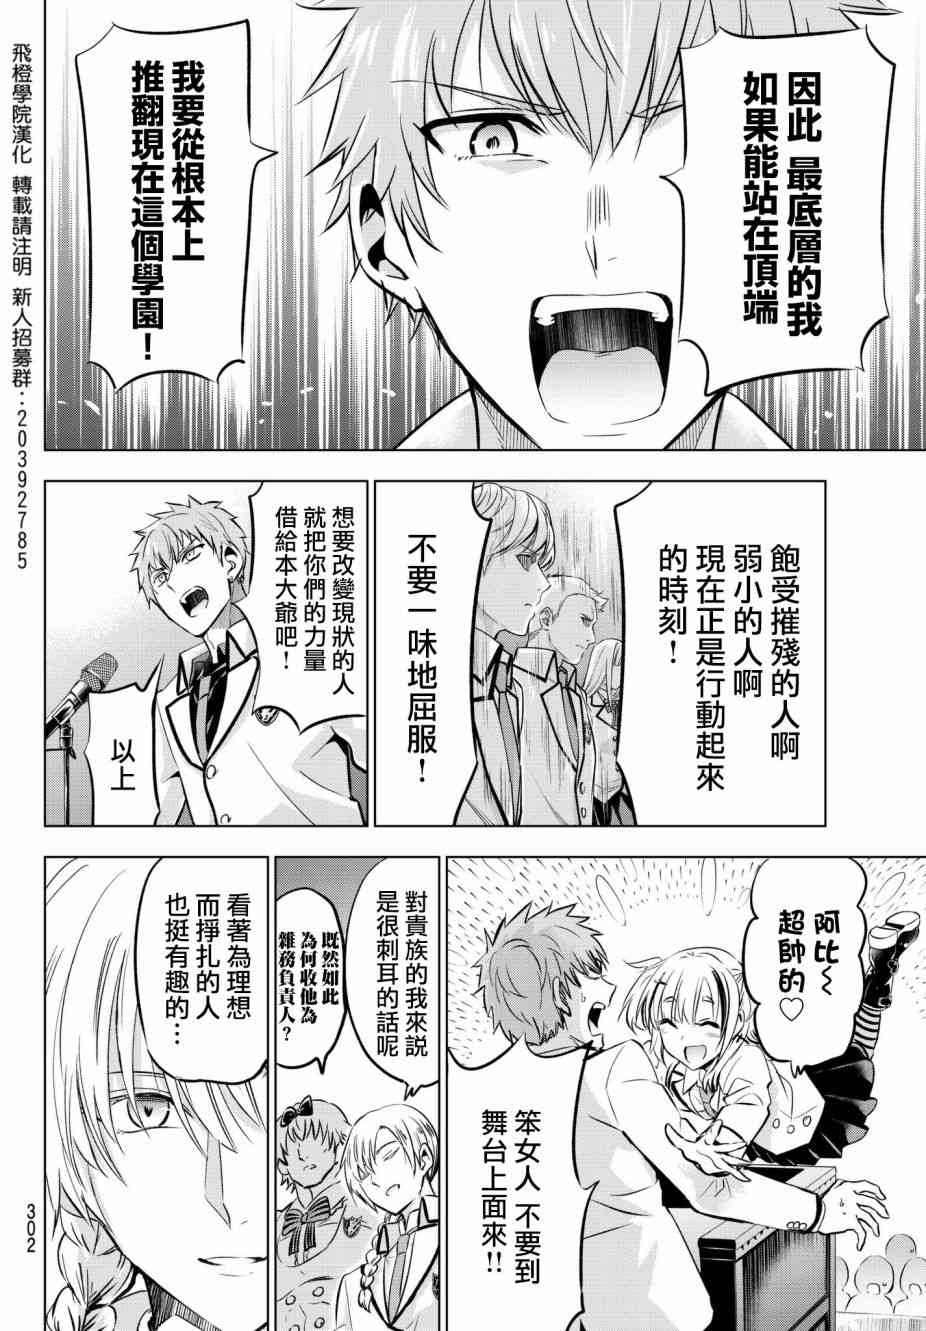 因此 最底層的我
如果能站在頂端
我要從根本上
推翻現在這個學園！
飽受摧殘的人啊
弱小的人啊
現在正是行動起來
的時刻！
不要一味地屈服！
想要改變現狀的人
就把你們的力量
借給本大爺吧！
以上
阿比～
超帥的♡
笨女人 不要到
舞台上面來!!
對貴族的我來說
是很刺耳的話呢
既然如此
為何收他為
雜務負責人？
看著為理想
而掙扎的人
也挺有趣的…
飛橙學院漢化 轉載請注明 新人招募群：20392785
302